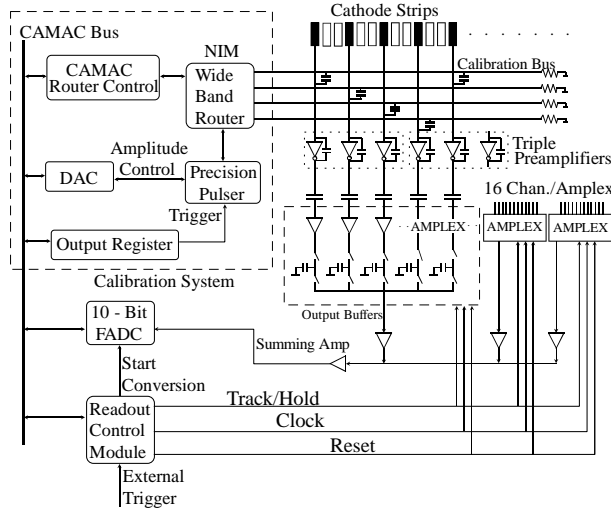 Cathode Strips
CAMAC Bus
NIM
CAMAC
Router Control
Wide
Band
Router
Calibration Bus
Amplitude
Control
DAC
Precision
Pulser
Trigger
Output Register
Calibration System
Triple
Preamplifiers
16 Chan./Amplex
AMPLEX
AMPLEX
AMPLEX
Output Buffers
10 - Bit
FADC
Summing Amp
Start
Conversion
Readout
Control
Module
Track/Hold
Clock
Reset
External
Trigger